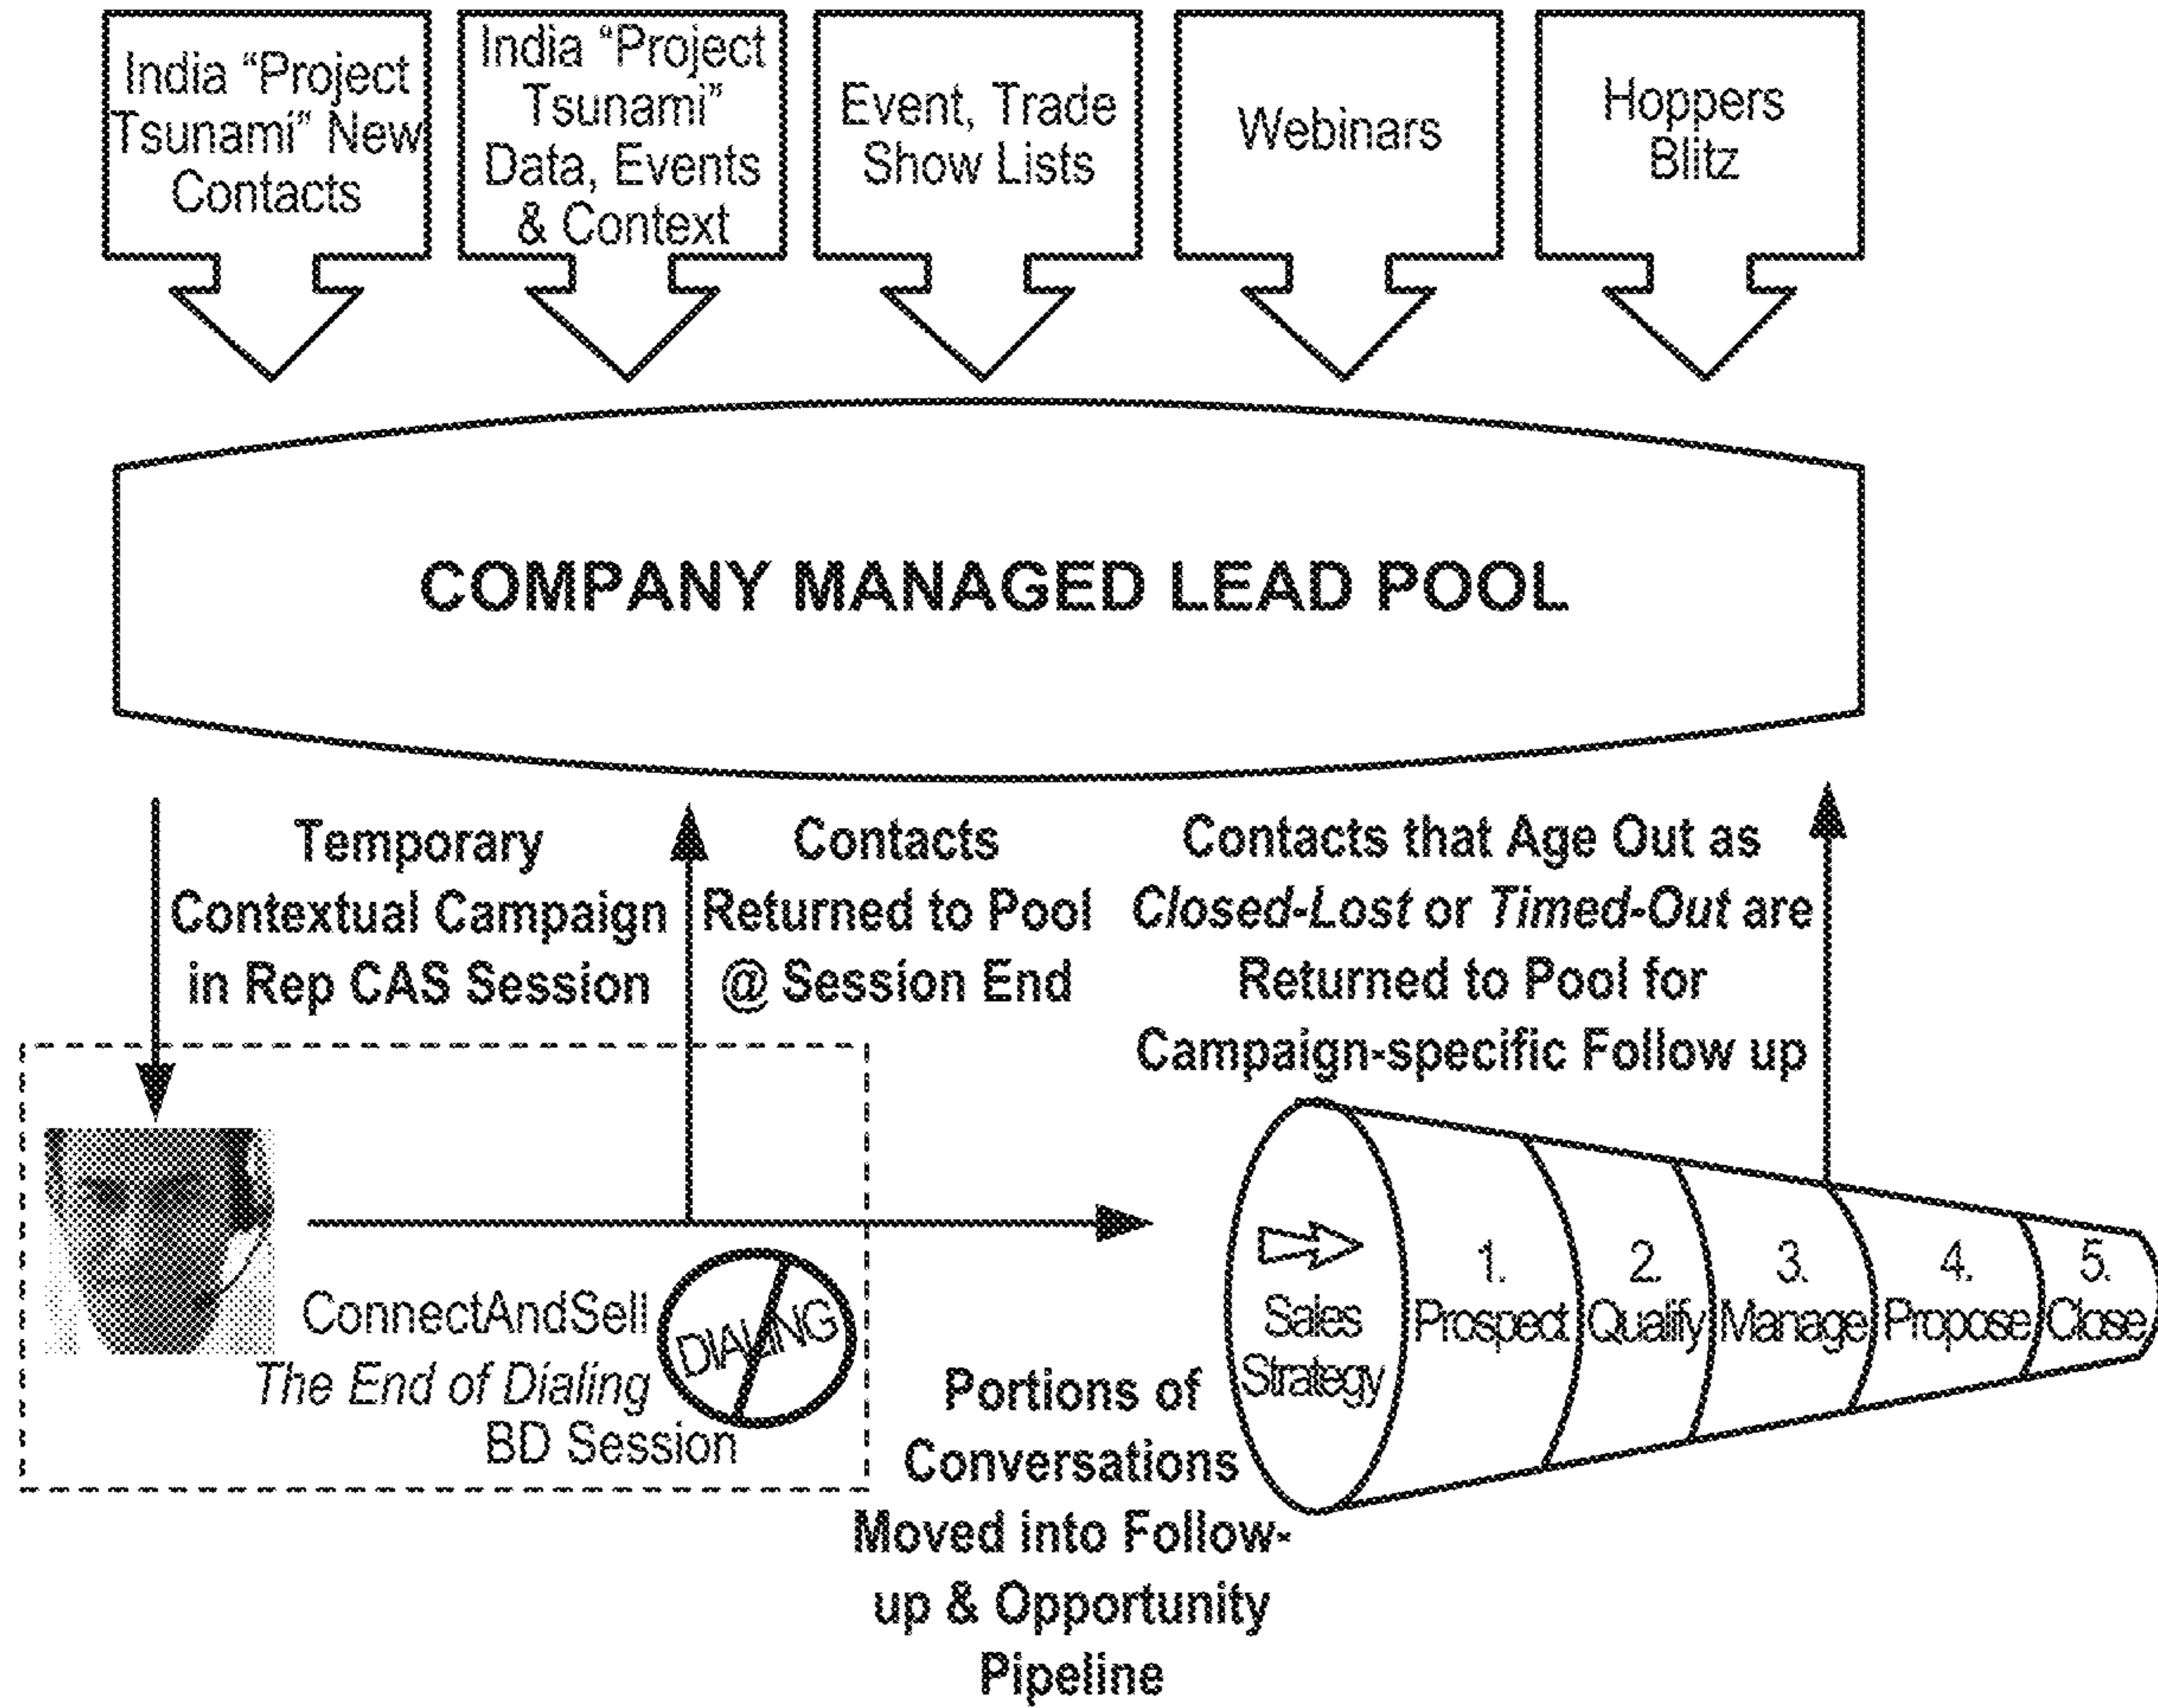 India “Project
Tsunami” New
Contacts
India “Project
Tsunami”
Data, Events
& Context
Event, Trade
Show Lists
Webinars
Hoppers
Blitz
COMPANY MANAGED LEAD POOL
Temporary
Contextual Campaign
in Rep CAS Session
Contacts
Returned to Pool
@ Session End
Contacts that Age Out as
Closed-Lost or Timed-Out are
Returned to Pool for
Campaign-specific Follow up
ConnectAndSell
The End of Dialing
BD Session
DIALING
Portions of
Conversations
Moved into Follow-
up & Opportunity
Pipeline
Sales
Strategy
1.
Prospect
2.
Qualify
3.
Manage
4.
Propose
5.
Close